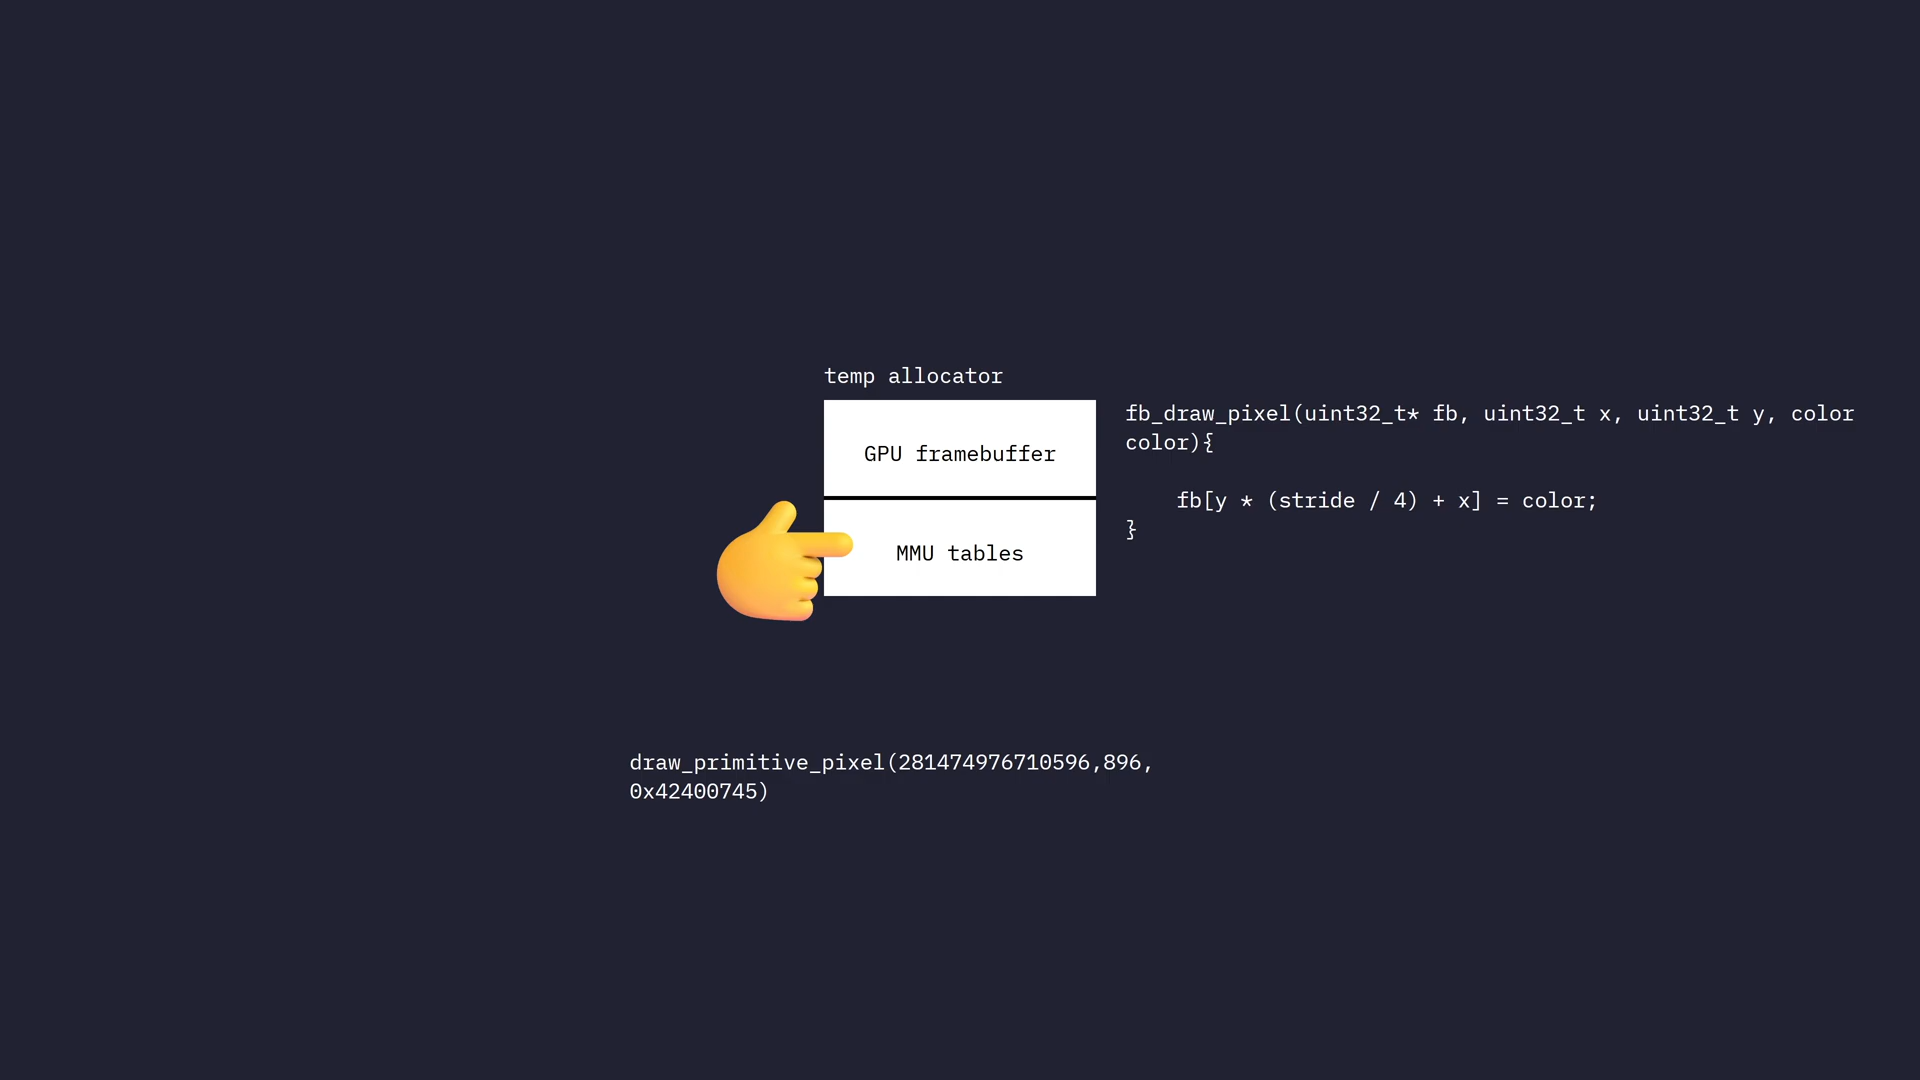 temp allocator
GPU framebuffer
MMU tables
fb_draw_pixel(uint32_t* fb, uint32_t x, uint32_t y, color
color){
    fb[y * (stride / 4) + x] = color;
}
draw_primitive_pixel(281474976710596,896,
0x42400745)